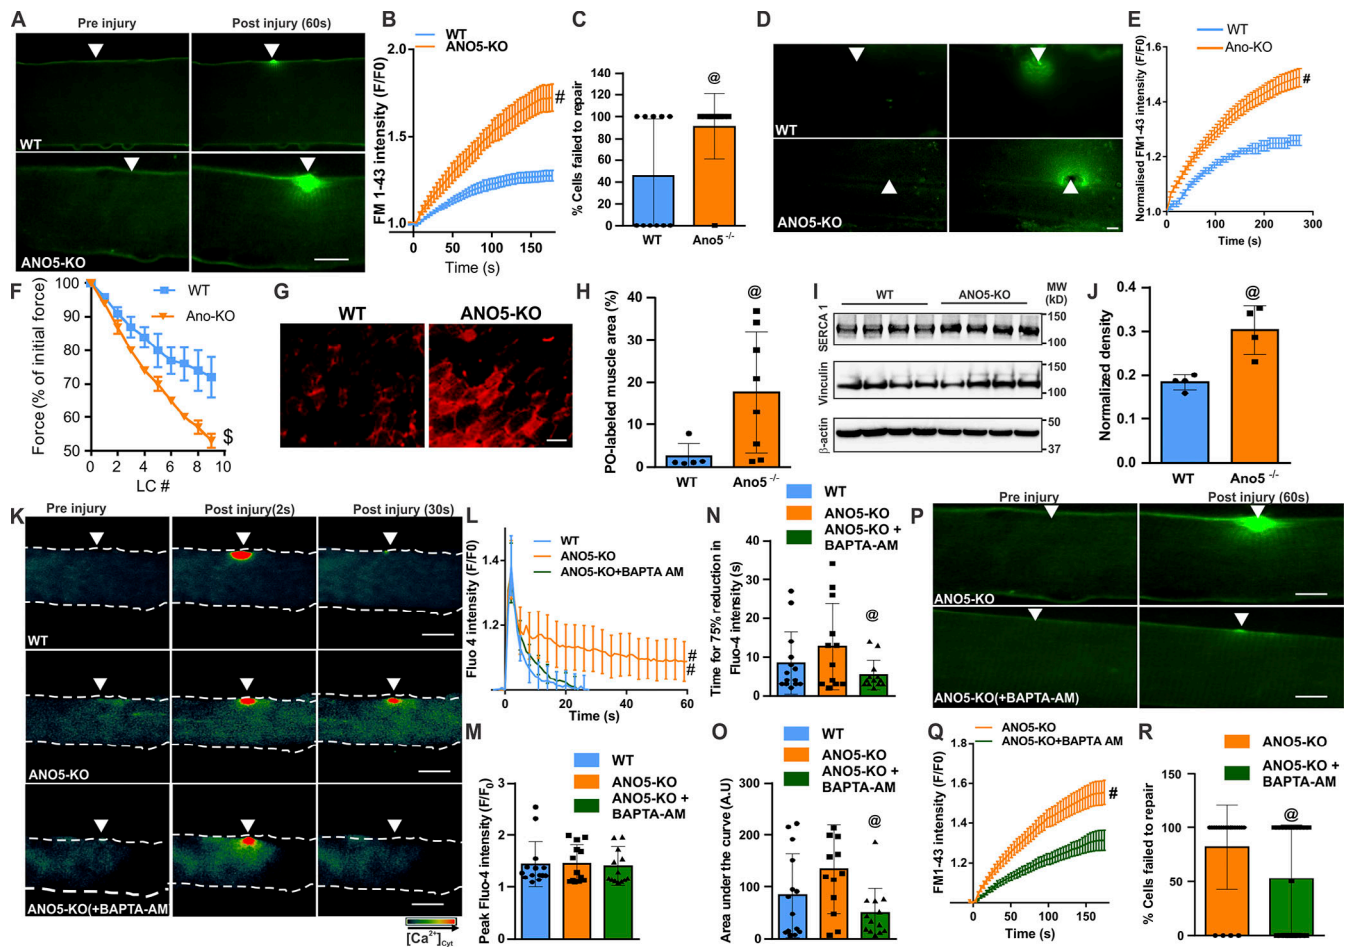 A
Pre injury
Post injury (60s)
WT
ANO5-KO
B
WT
ANO5-KO
FM 1-43 intensity (F/F0)
2.0
1.5
1.0
0
50
100
150
Time (s)
C
% Cells failed to repair
140
120
100
80
60
40
20
0
@
WT
Ano5 -/-
#
D
WT
ANO5-KO
E
WT
Ano-KO
Normalised FM1-43 intensity (F/F0)
1.6
1.4
1.2
1.0
0
100
200
300
Time (s)
#
F
WT
Ano-KO
Force (% of initial force)
100
90
80
70
60
50
0
2
4
6
8
10
LC #
$
G
WT
ANO5-KO
H
PO-labeled muscle area (%)
40
30
20
10
0
@
WT
Ano5 -/-
I
WT
ANO5-KO
MW
(kD)
SERCA 1
150
100
Vinculin
150
100
β-actin
50
37
J
Normalized density
0.4
0.3
0.2
0.1
0.0
@
WT
Ano5 -/-
K
Pre injury
Post injury(2s)
Post injury (30s)
WT
ANO5-KO
ANO5-KO(+BAPTA-AM)
[Ca2+]Cyt
L
WT
ANO5-KO
ANO5-KO+BAPTA AM
Fluo-4 intensity (F/F0)
1.4
1.2
0
20
40
60
Time (s)
#
#
M
WT
ANO5-KO
ANO5-KO +
BAPTA-AM
Peak Fluo-4 intensity (F/F0)
4
3
2
1
0
N
WT
ANO5-KO
ANO5-KO +
BAPTA-AM
Time for 75% reduction in
Fluo-4 intensity (s)
40
30
20
10
0
@
O
WT
ANO5-KO
ANO5-KO +
BAPTA-AM
Area under the curve (A.U)
300
200
100
0
@
P
Pre injury
Post injury (60s)
ANO5-KO
ANO5-KO(+BAPTA-AM)
Q
ANO5-KO
ANO5-KO+BAPTA AM
FM1-43 intensity (F/F0)
1.8
1.6
1.4
1.2
0
50
100
150
Time (s)
#
R
ANO5-KO
ANO5-KO +
BAPTA-AM
% Cells failed to repair
150
100
50
0
@